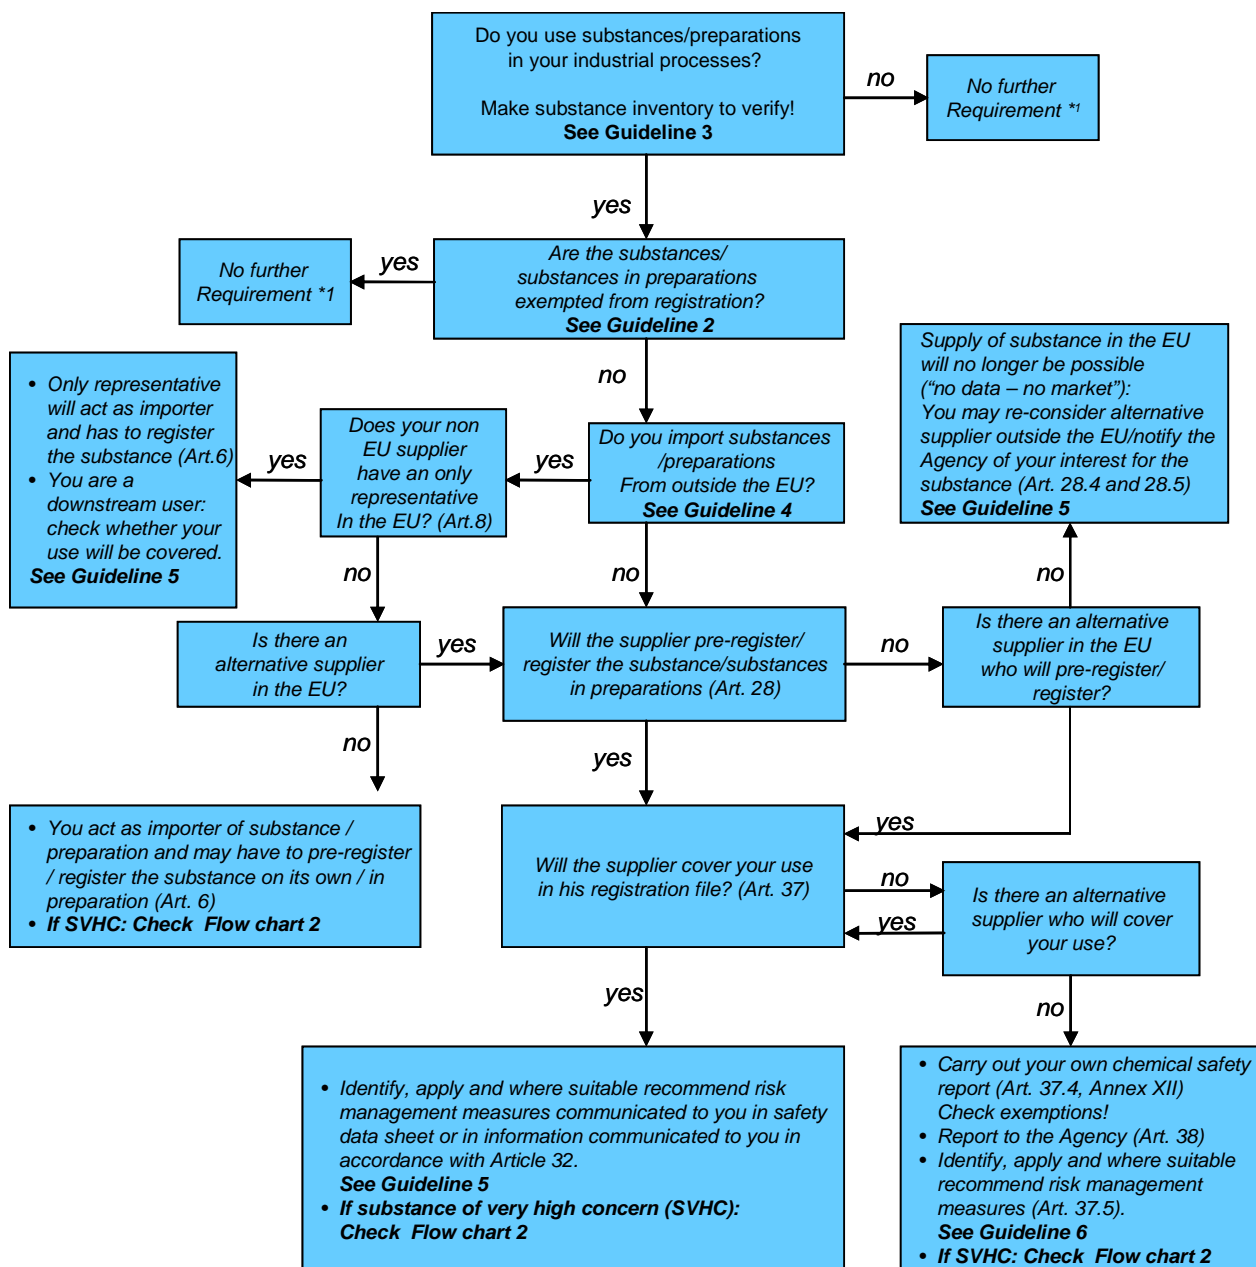 Do you use substances/preparations
in your industrial processes?
Make substance inventory to verify!
See Guideline 3
no
No further
Requirement *1
yes
Are the substances/
substances in preparations
exempted from registration?
See Guideline 2
yes
No further
Requirement *1
no
Do you import substances
/preparations
From outside the EU?
See Guideline 4
yes
Does your non
EU supplier
have an only
representative
In the EU? (Art.8)
yes
• Only representative
will act as importer
and has to register
the substance (Art.6)
• You are a
downstream user:
check whether your
use will be covered.
See Guideline 5
Supply of substance in the EU
will no longer be possible
(“no data – no market”):
You may re-consider alternative
supplier outside the EU/notify the
Agency of your interest for the
substance (Art. 28.4 and 28.5)
See Guideline 5
no
no
no
Is there an
alternative supplier
in the EU?
yes
Will the supplier pre-register/
register the substance/substances
in preparations (Art. 28)
no
Is there an alternative
supplier in the EU
who will pre-register/
register?
no
yes
yes
• You act as importer of substance /
preparation and may have to pre-register
/ register the substance on its own / in
preparation (Art. 6)
• If SVHC: Check Flow chart 2
Will the supplier cover your use
in his registration file? (Art. 37)
no
yes
Is there an alternative
supplier who will cover
your use?
yes
no
• Identify, apply and where suitable recommend risk
management measures communicated to you in safety
data sheet or in information communicated to you in
accordance with Article 32.
See Guideline 5
• If substance of very high concern (SVHC):
Check Flow chart 2
• Carry out your own chemical safety
report (Art. 37.4, Annex XII)
Check exemptions!
• Report to the Agency (Art. 38)
• Identify, apply and where suitable
recommend risk management
measures (Art. 37.5).
See Guideline 6
• If SVHC: Check Flow chart 2